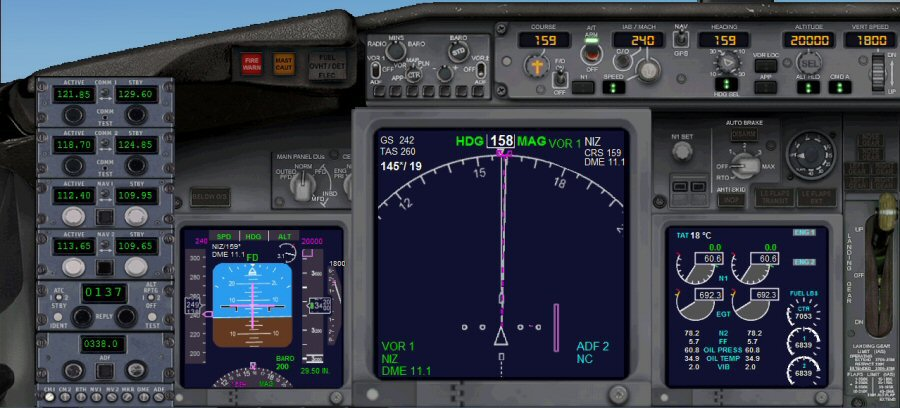 ACTIVE COMM 1 STBY
121.85 129.60
COMM
TEST
ACTIVE COMM 2 STBY
118.70 124.85
COMM
TEST
ACTIVE NAV 1 STBY
112.40 109.95
ACTIVE NAV 2 STBY
113.65 109.65
ATC
STBY
0137
ALT
RPTG
OFF
IDENT REPLY TEST
0338.0
ADF
CM1 CM2 BTH NV1 NV2 MKR DME ADF
FIRE
WARN
MAST
CAUT
FUEL
OVHT/DET
ELEC
BELOW G/S
MAIN PANEL DUs
NORM
OUTBD
PFD
INBD
MFD
RADIO MINS BARO
VOR 1
OFF
APP
CTR
PLN
BARO
STD
VOR 2
OFF
COURSE
159
A/T
ARM
OFF
IAS / MACH
240
C/O
NAV
GPS
HEADING
159
ALTITUDE
20000
VERT SPEED
1800
F/D
OFF
N1
SPEED
HDG SEL
VOR LOC
APP
SEL
ALT HLD
CMD A
DN
UP
GS 242
TAS 260
145°/ 19
HDG 158 MAG
VOR 1 NIZ
CRS 159
DME 11.1
12
15
18
VOR 1
NIZ
DME 11.1
ADF 2
NC
SPD HDG ALT
240
20000
NIZ/159°
DME 11.1
FD
BARO
200
29.50 IN.
N1 SET
AUTO BRAKE
DISARM
OFF
RTO
MAX
ANTI SKID
INOP
LE FLAPS
TRANSIT
LE FLAPS
EXT
NOSE
GEAR
UP
OFF
DN
LANDING GEAR
TAT 18 °C
ENG 1
ENG 2
0.0 0.0
60.6 60.6
N1
692.3 692.3
EGT
78.2 N2 78.2
5.7 FF 5.7
60.8 OIL PRESS 60.8
34.9 OIL TEMP 34.9
2.0 VIB 2.0
FUEL LBS
CTR
7053
1
6839
2
6839
LANDING GEAR
LIMIT (IAS)
FLAPS LIMIT (IAS)